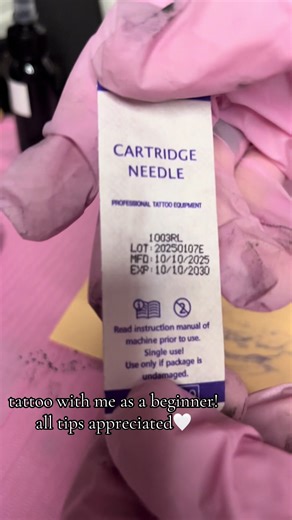 CARTRIDGE
NEEDLE
PROFESSIONAL TATTOO EQUIPMENT
1003RL
LOT: 20250107E
MFD: 10/10/2025
EXP: 10/10/2030
Read instruction manual of
machine prior to use.
Single use!
Use only if package is
undamaged.
tattoo with me as a beginner!
all tips appreciated🤍